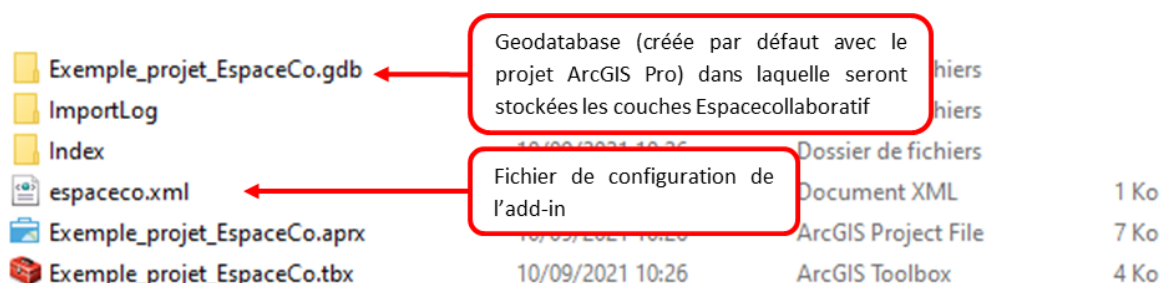 Geodatabase (créée par défaut avec le
Exemple_projet_EspaceCo.gdb projet ArcGIS Pro) dans laquelle seront hiers
stockées les couches Espacecollaboratif
ImportLog hiers
Index 10/09/2021 10:26 Dossier de fichiers
Fichier de configuration de
espaceco.xml Document XML 1 Ko
l’add-in
Exemple_projet_EspaceCo.aprx 10/09/2021 10:26 ArcGIS Project File 7 Ko
Exemple_projet_EspaceCo.tbx 10/09/2021 10:26 ArcGIS Toolbox 4 Ko